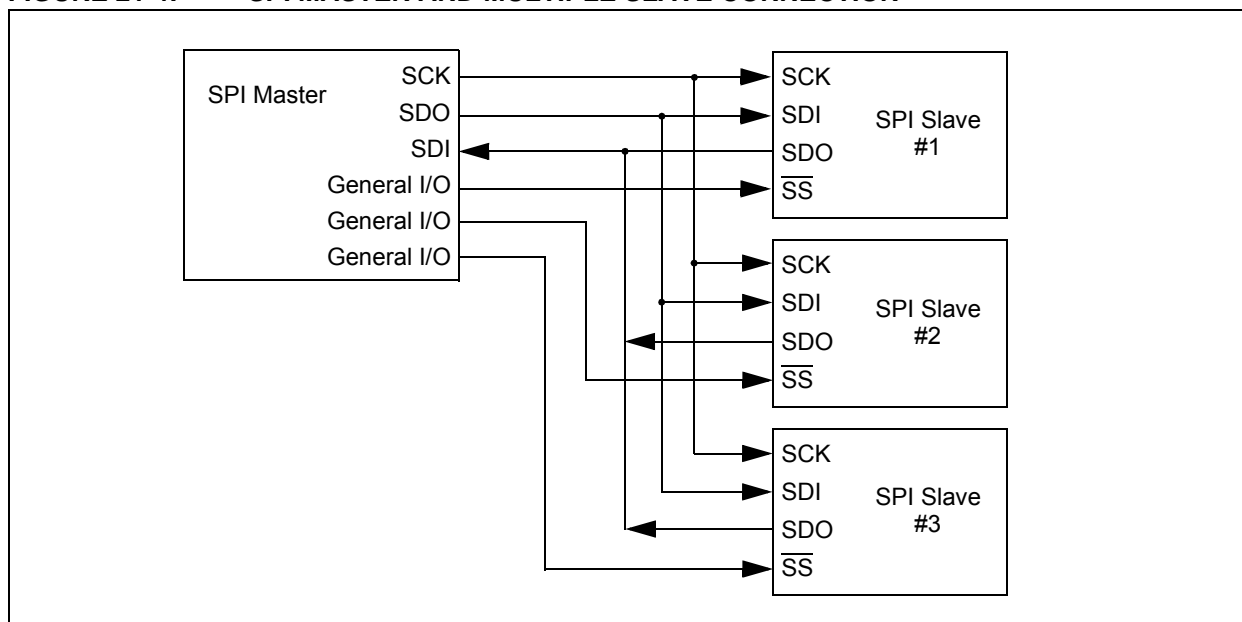 SPI Master
SCK
SDO
SDI
General I/O
General I/O
General I/O
SCK
SDI
SDO
SS
SPI Slave
#1
SCK
SDI
SDO
SS
SPI Slave
#2
SCK
SDI
SDO
SS
SPI Slave
#3